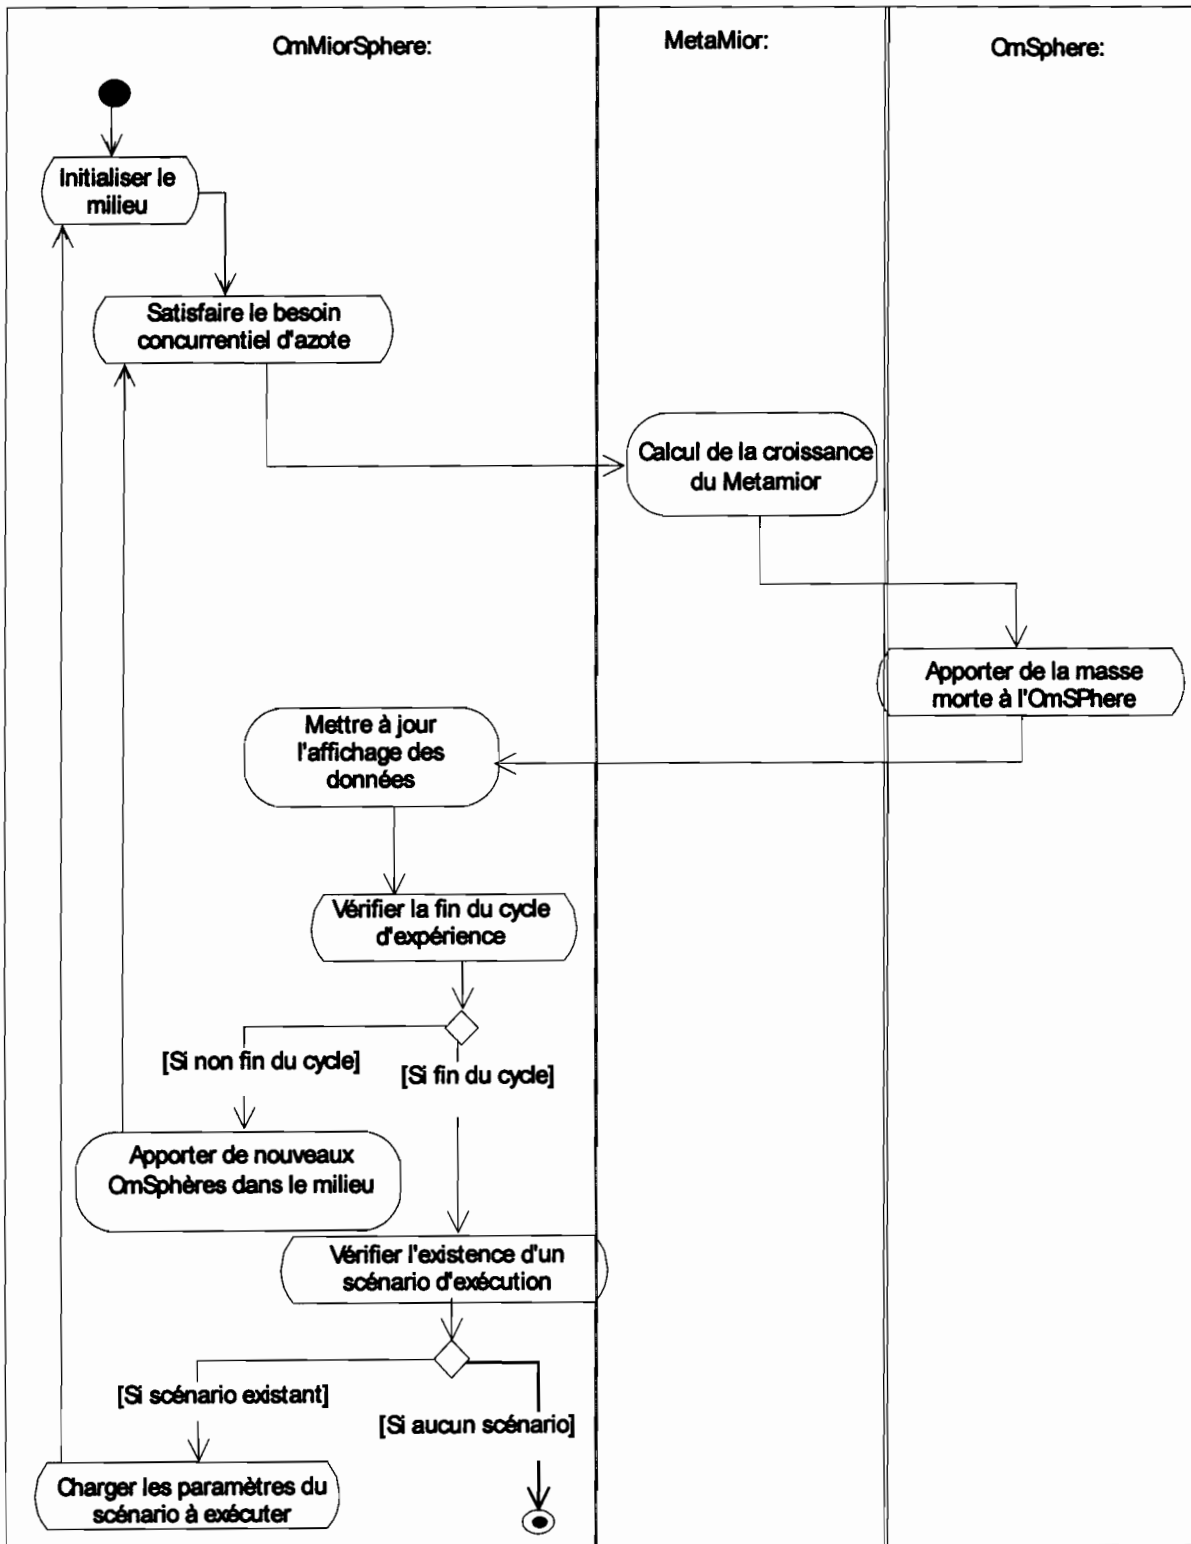 OmMiorSphere:
MetaMior:
OmSphere:
Initialiser le
milieu
Satisfaire le besoin
concurrentiel d'azote
Calcul de la croissance
du Metamior
Apporter de la masse
morte à l'OmSPhere
Mettre à jour
l'affichage des
données
Vérifier la fin du cycle
d'expérience
[Si non fin du cycle]
[Si fin du cycle]
Apporter de nouveaux
OmSphères dans le milieu
Vérifier l'existence d'un
scénario d'exécution
[Si scénario existant]
[Si aucun scénario]
Charger les paramètres du
scénario à exécuter